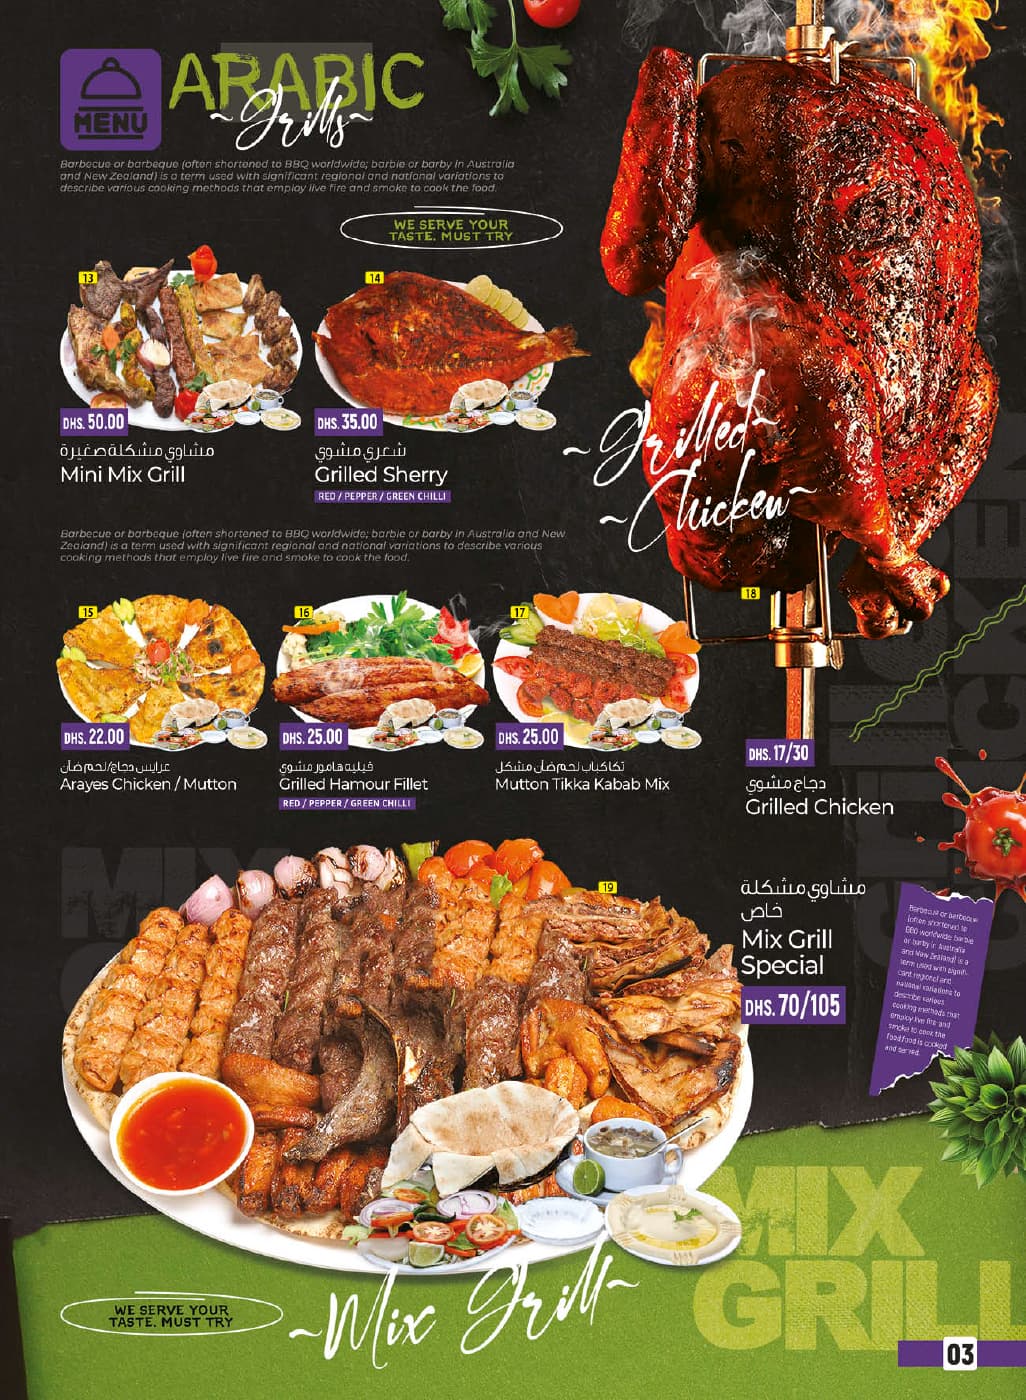 MENU
ARABIC
~Grills~
Barbecue or barbeque (often shortened to BBQ worldwide; barbie or barby in Australia
and New Zealand) is a term used with significant regional and national variations to
describe various cooking methods that employ live fire and smoke to cook the food.
WE SERVE YOUR
TASTE. MUST TRY
13
DHS. 50.00
مشاوي مشكلة صغيرة
Mini Mix Grill
14
DHS. 35.00
شعري مشوي
Grilled Sherry
RED / PEPPER / GREEN CHILLI
~Grilled~
~Chicken~
Barbecue or barbeque (often shortened to BBQ worldwide; barbie or barby in Australia and New
Zealand) is a term used with significant regional and national variations to describe various
cooking methods that employ live fire and smoke to cook the food.
15
DHS. 22.00
عرايس دجاج/لحم ضأن
Arayes Chicken / Mutton
16
DHS. 25.00
فيليه هامور مشوي
Grilled Hamour Fillet
RED / PEPPER / GREEN CHILLI
17
DHS. 25.00
تكا كباب لحم ضأن مشكل
Mutton Tikka Kabab Mix
18
DHS. 17/30
دجاج مشوي
Grilled Chicken
CHICKEN
MIX
19
مشاوي مشكلة
خاص
Mix Grill
Special
DHS. 70/105
Barbecue or barbeque
(often shortened to
BBQ worldwide; barbie
or barby in Australia
and New Zealand) is a
term used with signifi-
cant regional and
national variations to
describe various
cooking methods that
employ live fire and
smoke to cook the
food.food is cooked
and served.
WE SERVE YOUR
TASTE. MUST TRY
~Mix Grill~
MIX
GRILL
03